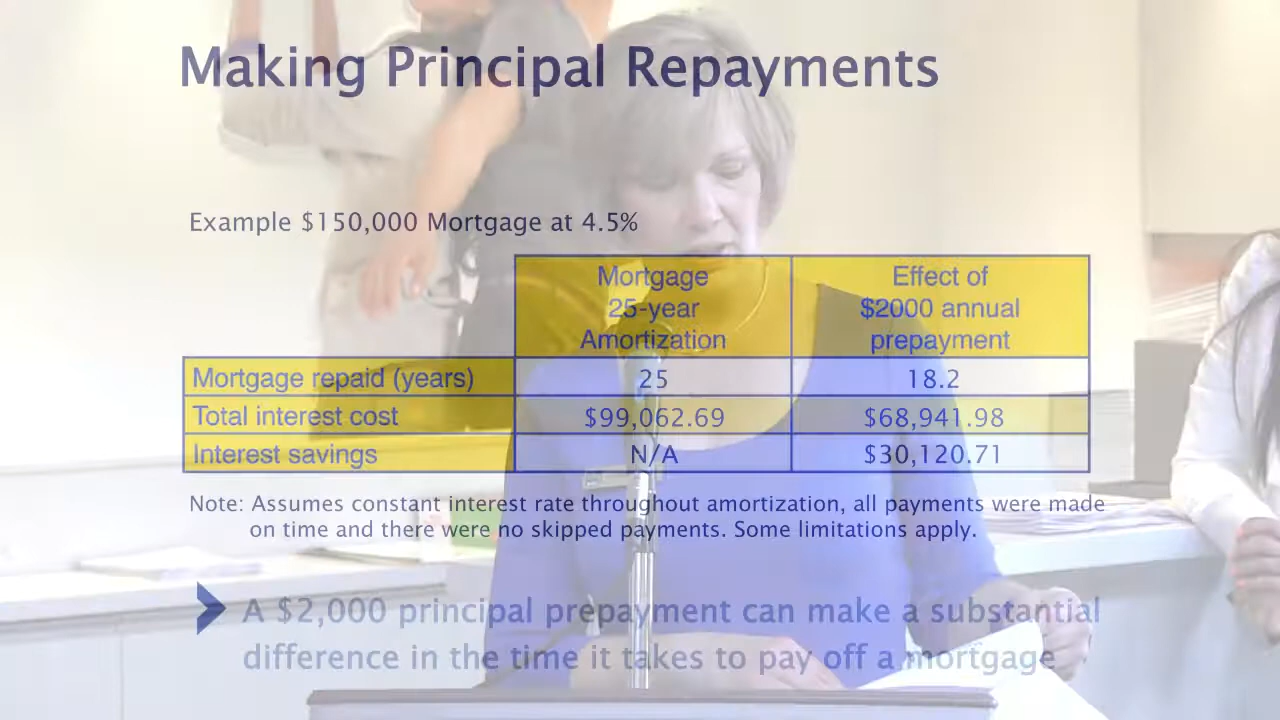 Making Principal Repayments
Example $150,000 Mortgage at 4.5%
Mortgage 25-year Amortization
Effect of $2000 annual prepayment
Mortgage repaid (years) 25 18.2
Total interest cost $99,062.69 $68,941.98
Interest savings N/A $30,120.71
Note: Assumes constant interest rate throughout amortization, all payments were made
on time and there were no skipped payments. Some limitations apply.
A $2,000 principal prepayment can make a substantial
difference in the time it takes to pay off a mortgage